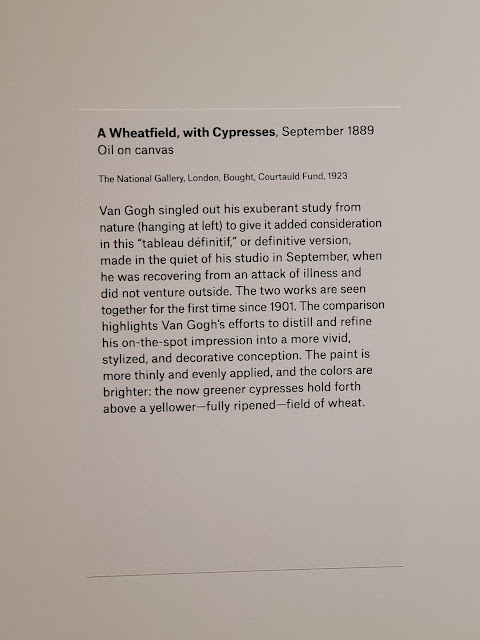 A Wheatfield, with Cypresses, September 1889
Oil on canvas
The National Gallery, London, Bought, Courtauld Fund, 1923
Van Gogh singled out his exuberant study from
nature (hanging at left) to give it added consideration
in this “tableau définitif,” or definitive version,
made in the quiet of his studio in September, when
he was recovering from an attack of illness and
did not venture outside. The two works are seen
together for the first time since 1901. The comparison
highlights Van Gogh’s efforts to distill and refine
his on-the-spot impression into a more vivid,
stylized, and decorative conception. The paint is
more thinly and evenly applied, and the colors are
brighter: the now greener cypresses hold forth
above a yellower—fully ripened—field of wheat.